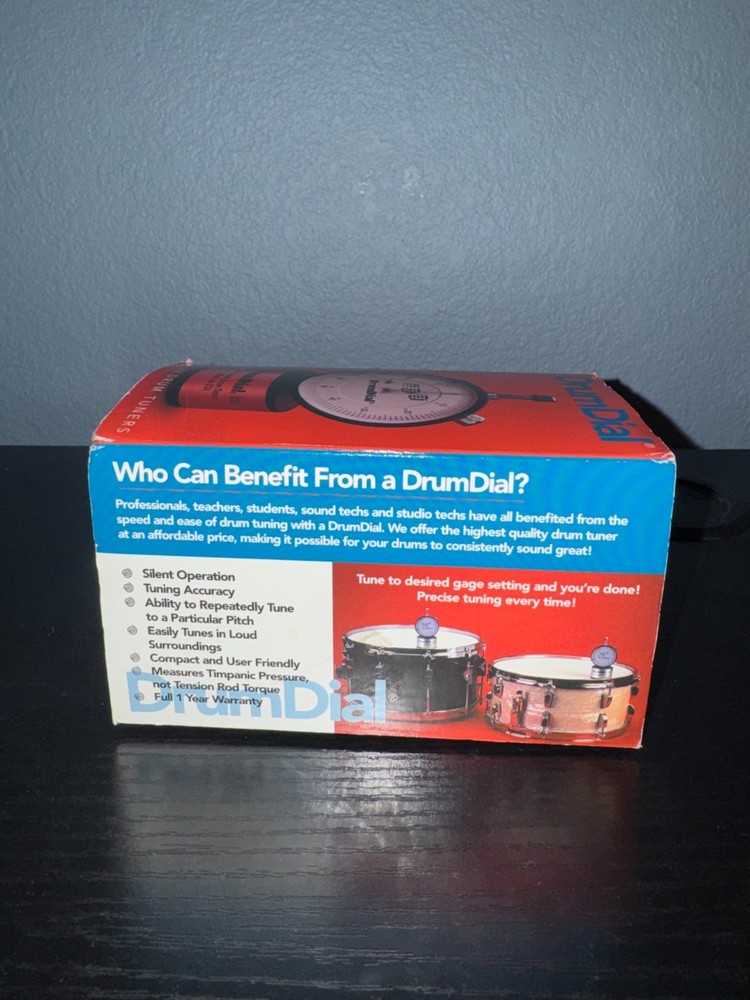 DRUM TUNERS
DrumDial
DrumDial®
Who Can Benefit From a DrumDial?
Professionals, teachers, students, sound techs and studio techs have all benefited from the
speed and ease of drum tuning with a DrumDial. We offer the highest quality drum tuner
at an affordable price, making it possible for your drums to consistently sound great!
Silent Operation
Tuning Accuracy
Ability to Repeatedly Tune
to a Particular Pitch
Easily Tunes in Loud
Surroundings
Compact and User Friendly
Measures Timpanic Pressure,
not Tension Rod Torque
Full 1 Year Warranty
DrumDial®
Tune to desired gage setting and you're done!
Precise tuning every time!